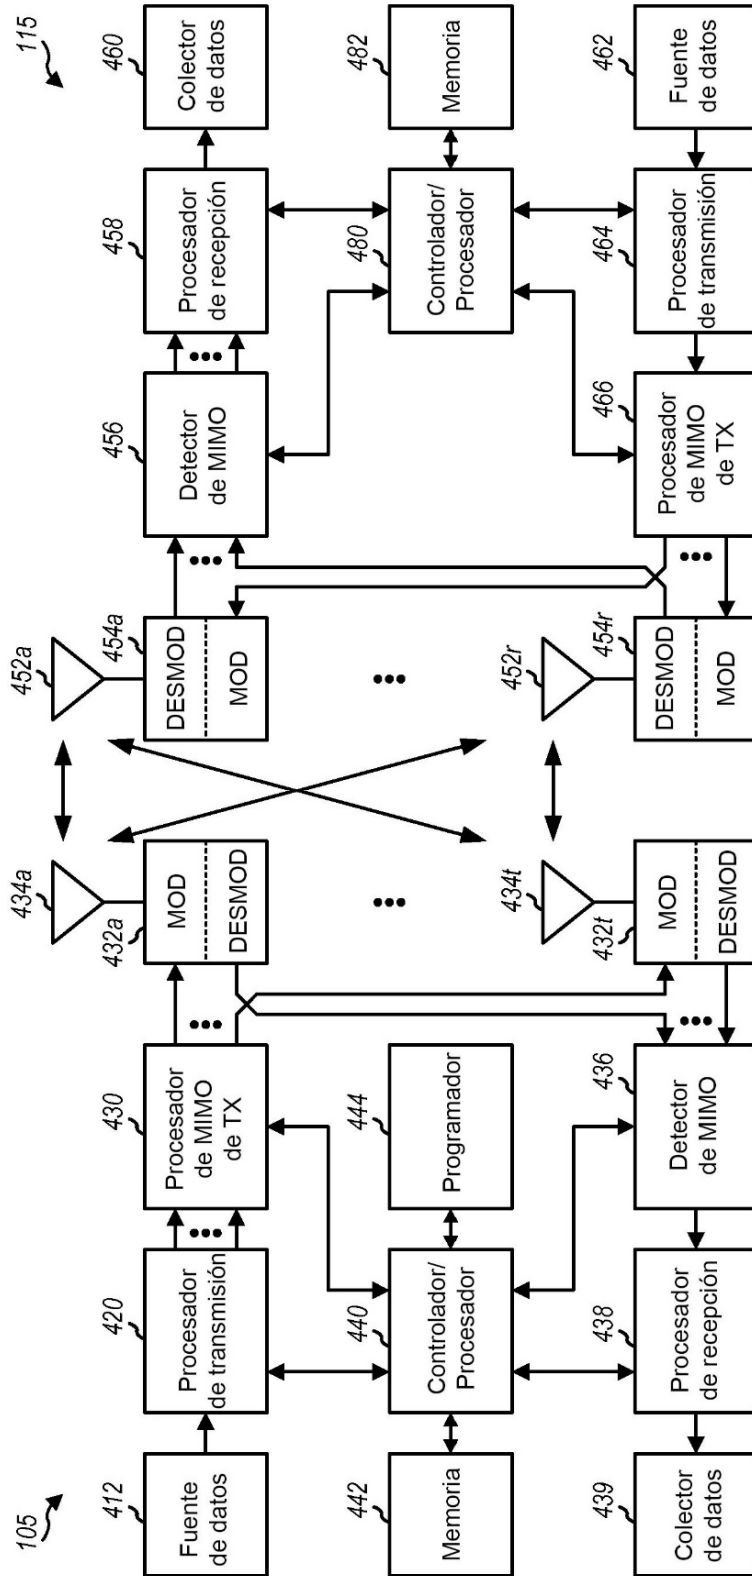 105
115
412
Fuente
de datos
420
Procesador
de transmisión
430
Procesador
de MIMO
de TX
434a
432a
MOD
DESMOD
452a
454a
DESMOD
MOD
456
Detector
de MIMO
458
Procesador
de recepción
460
Colector
de datos
442
Memoria
440
Controlador/
Procesador
444
Programador
480
Controlador/
Procesador
482
Memoria
439
Colector
de datos
438
Procesador
de recepción
436
Detector
de MIMO
434t
432t
MOD
DESMOD
452r
454r
DESMOD
MOD
466
Procesador
de MIMO
de TX
464
Procesador
de transmisión
462
Fuente
de datos